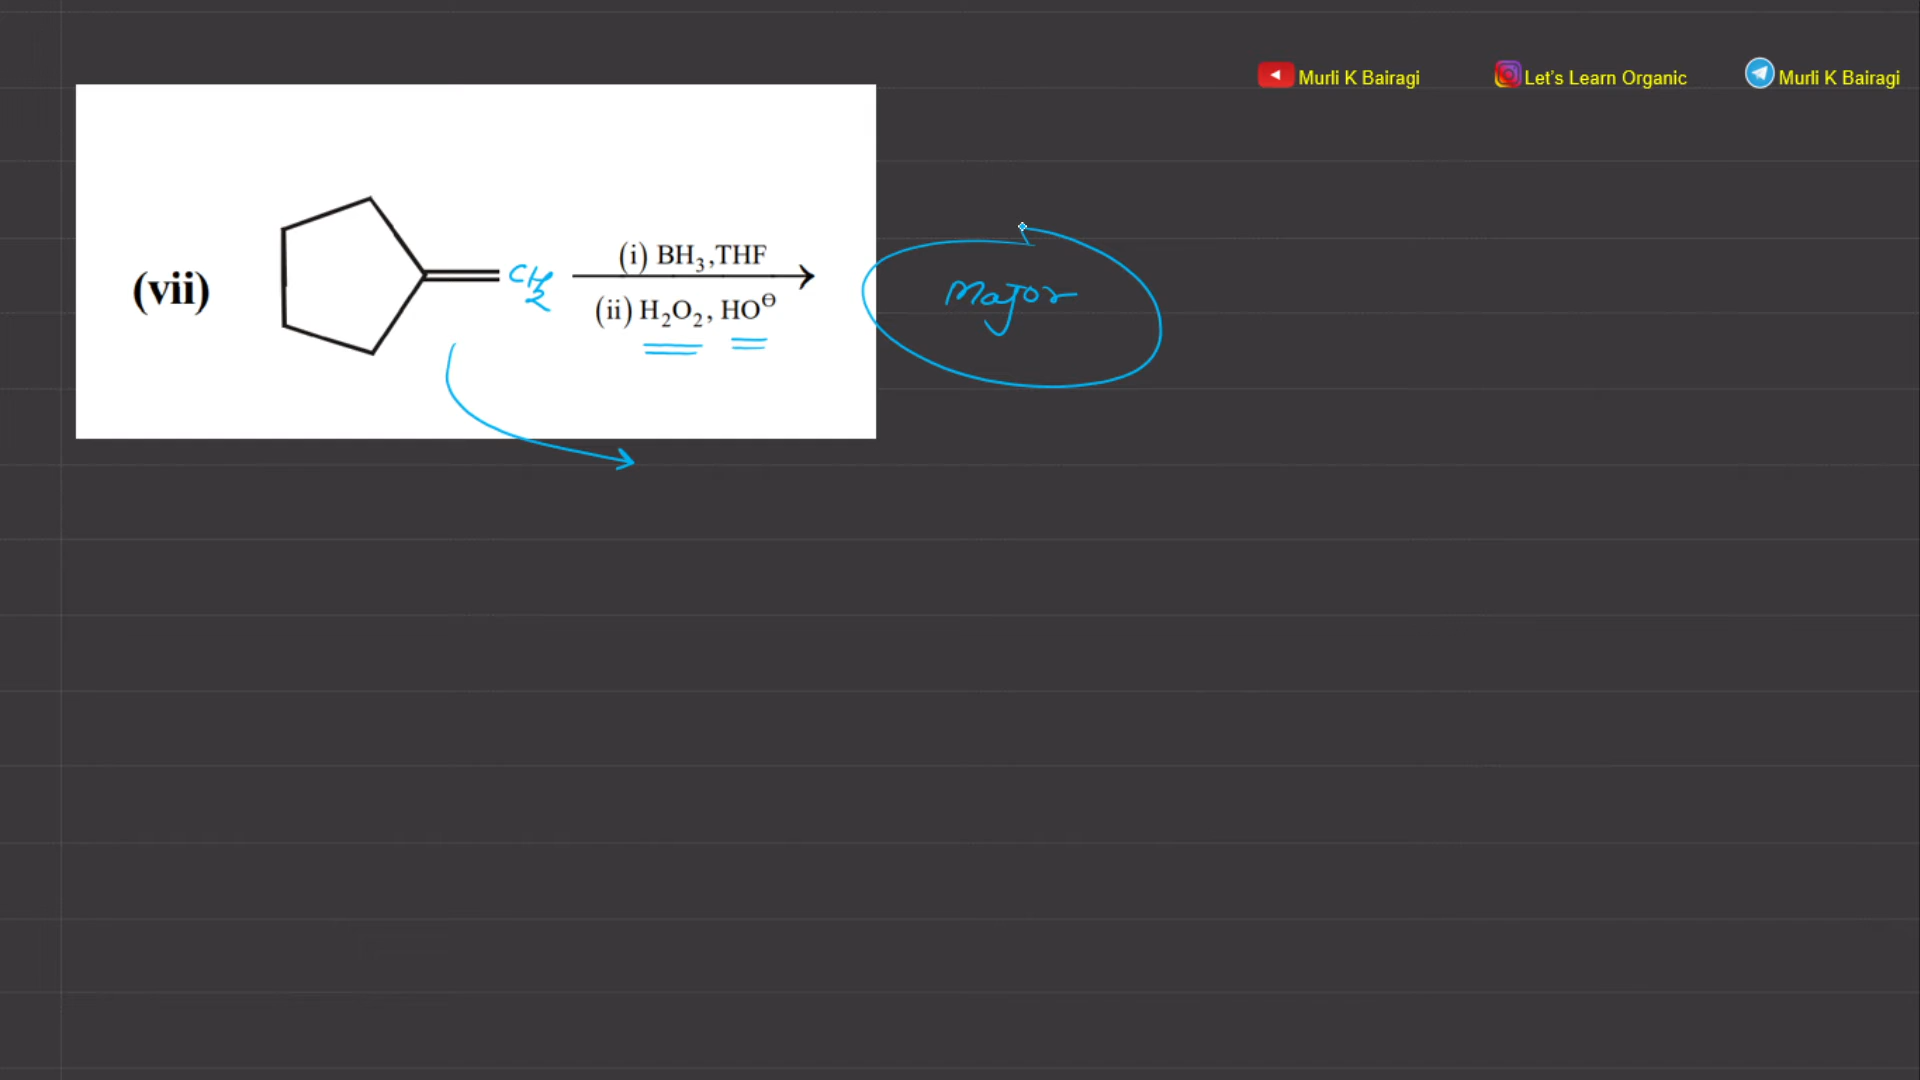 Murli K Bairagi Let's Learn Organic Murli K Bairagi
(i) BH₃,THF
(vii) CH₂ Major
(ii) H₂O₂, HO⊖